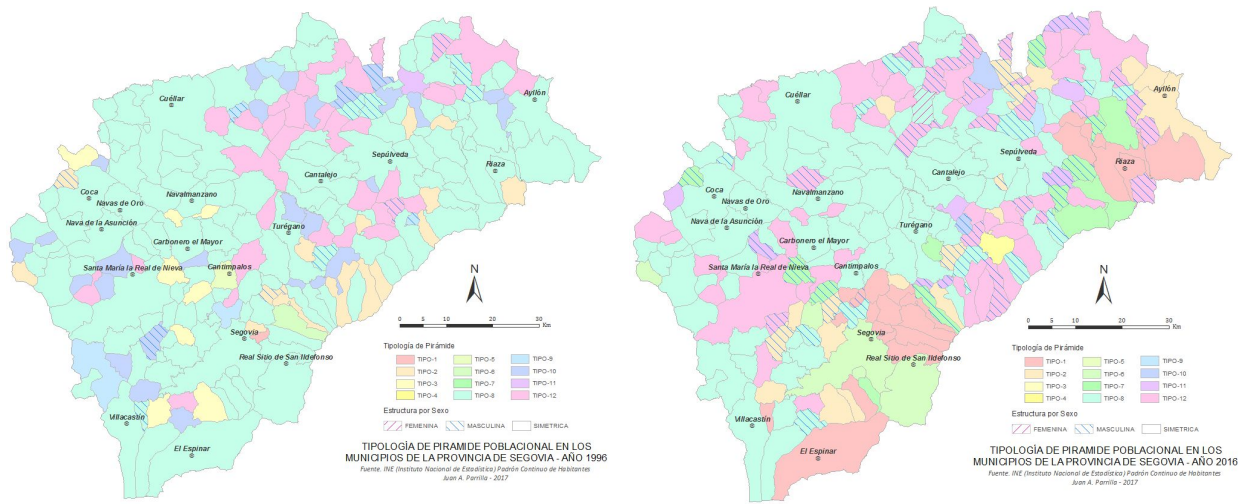 Cuéllar
Ayllón
Sepúlveda
Riaza
Coca
Cantalejo
Navas de Oro
Navalmanzano
Nava de la Asunción
Turégano
Carbonero el Mayor
Santa María la Real de Nieva
Cantimpalos
Segovia
Real Sitio de San Ildefonso
Villacastín
El Espinar
N
0 10 20 30
Km
Tipología de Pirámide
TIPO-1 TIPO-5 TIPO-9
TIPO-2 TIPO-6 TIPO-10
TIPO-3 TIPO-7 TIPO-11
TIPO-4 TIPO-8 TIPO-12
Estructura por Sexo
FEMENINA MASCULINA SIMETRICA
TIPOLOGÍA DE PIRAMIDE POBLACIONAL EN LOS
MUNICIPIOS DE LA PROVINCIA DE SEGOVIA - AÑO 1996
Fuente. INE (Instituto Nacional de Estadística) Padrón Continuo de Habitantes
Juan A. Parrilla - 2017
Cuéllar
Ayllón
Sepúlveda
Riaza
Coca
Cantalejo
Navas de Oro
Navalmanzano
Nava de la Asunción
Turégano
Carbonero el Mayor
Santa María la Real de Nieva
Cantimpalos
Segovia
Real Sitio de San Ildefonso
Villacastín
El Espinar
N
0 10 20 30
Km
Tipología de Pirámide
TIPO-1 TIPO-5 TIPO-9
TIPO-2 TIPO-6 TIPO-10
TIPO-3 TIPO-7 TIPO-11
TIPO-4 TIPO-8 TIPO-12
Estructura por Sexo
FEMENINA MASCULINA SIMETRICA
TIPOLOGÍA DE PIRAMIDE POBLACIONAL EN LOS
MUNICIPIOS DE LA PROVINCIA DE SEGOVIA - AÑO 2016
Fuente. INE (Instituto Nacional de Estadística) Padrón Continuo de Habitantes
Juan A. Parrilla - 2017